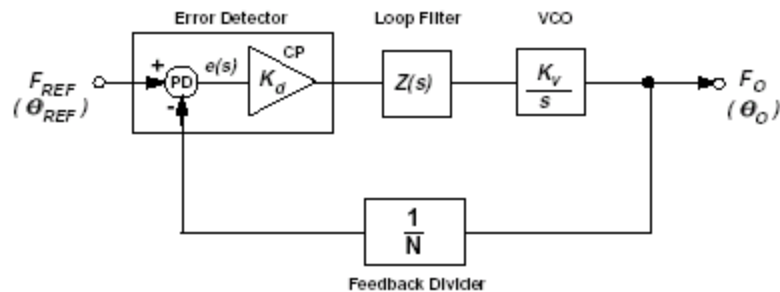 Error Detector
Loop Filter
VCO
F_REF
(Θ_REF)
+
PD
-
e(s)
CP
K_d
Z(s)
K_v
s
F_O
(Θ_O)
1
N
Feedback Divider